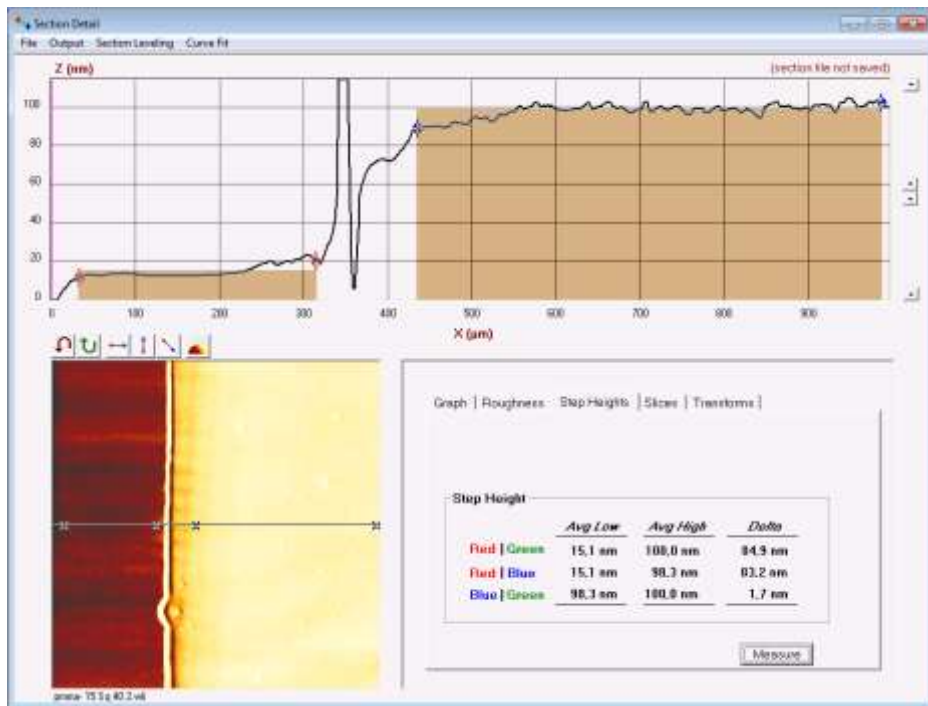 Section Detail
File Output Section Leveling Curve Fit
Z (nm) (section file not saved)
100
80
60
40
20
0
0 100 200 300 400 500 600 700 800 900
X (µm)
Graph | Roughness Step Heights | Slices | Transforms |
Step Height
Avg Low Avg High Delta
Red | Green 15,1 nm 100,0 nm 84,9 nm
Red | Blue 15,1 nm 98,3 nm 83,2 nm
Blue | Green 98,3 nm 100,0 nm 1,7 nm
Measure